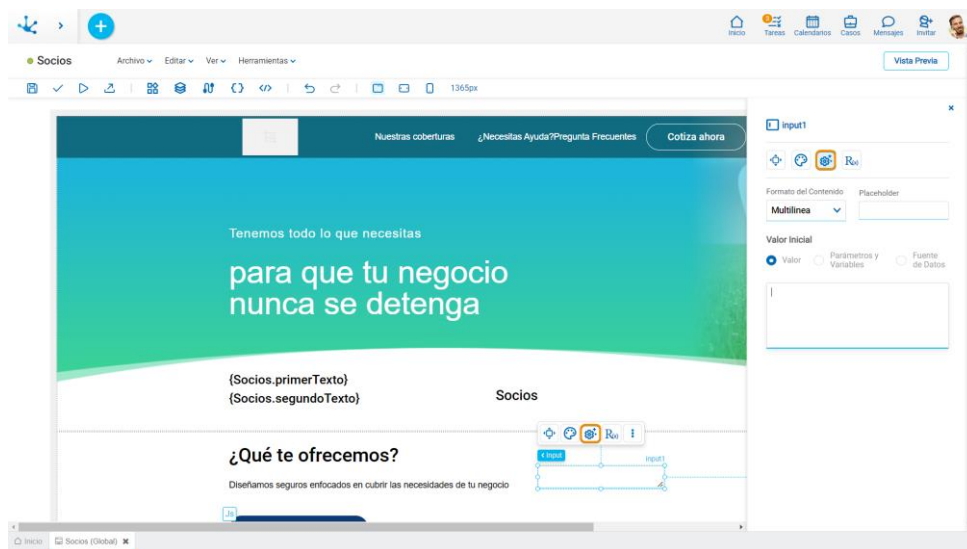 Inicio
3
Tareas
Calendarios
Casos
Mensajes
Invitar
Socios
Archivo
Editar
Ver
Herramientas
Vista Previa
1365px
Nuestras coberturas
¿Necesitas Ayuda?Pregunta Frecuentes
Cotiza ahora
Tenemos todo lo que necesitas
para que tu negocio
nunca se detenga
{Socios.primerTexto}
{Socios.segundoTexto}
Socios
¿Qué te ofrecemos?
Diseñamos seguros enfocados en cubrir las necesidades de tu negocio
Input
input1
Js
input1
Formato del Contenido
Placeholder
Multilinea
Valor Inicial
Valor
Parámetros y
Variables
Fuente
de Datos
Inicio
Socios (Global)